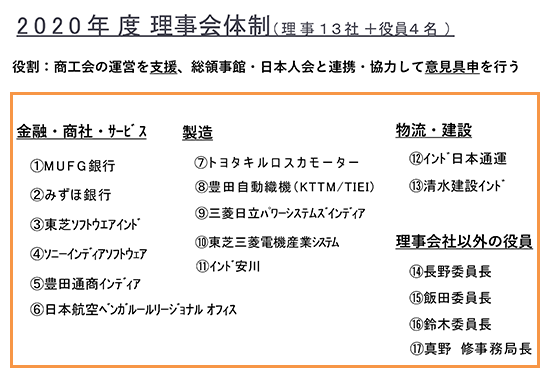 2020年度 理事会体制(理事13社+役員4名)
役割:商工会の運営を支援、総領事館・日本人会と連携・協力して意見具申を行う
金融・商社・ｻｰﾋﾞｽ
①MUFG銀行
②みずほ銀行
③東芝ｿﾌﾄｳｴｱｲﾝﾄﾞ
④ｿﾆｰｲﾝﾃﾞｨｱｿﾌﾄｳｪｱ
⑤豊田通商ｲﾝﾃﾞｨｱ
⑥日本航空ﾍﾞﾝｶﾞﾙｰﾙﾘｰｼﾞｮﾅﾙ ｵﾌｨｽ
製造
⑦トヨタキルロスカモーター
⑧豊田自動織機(KTTM/TIEI)
⑨三菱日立ﾊﾟﾜｰｼｽﾃﾑｽﾞｲﾝﾃﾞｨｱ
⑩東芝三菱電機産業ｼｽﾃﾑ
⑪ｲﾝﾄﾞ安川
物流・建設
⑫ｲﾝﾄﾞ日本通運
⑬清水建設ｲﾝﾄﾞ
理事会社以外の役員
⑭長野委員長
⑮飯田委員長
⑯鈴木委員長
⑰真野 修事務局長